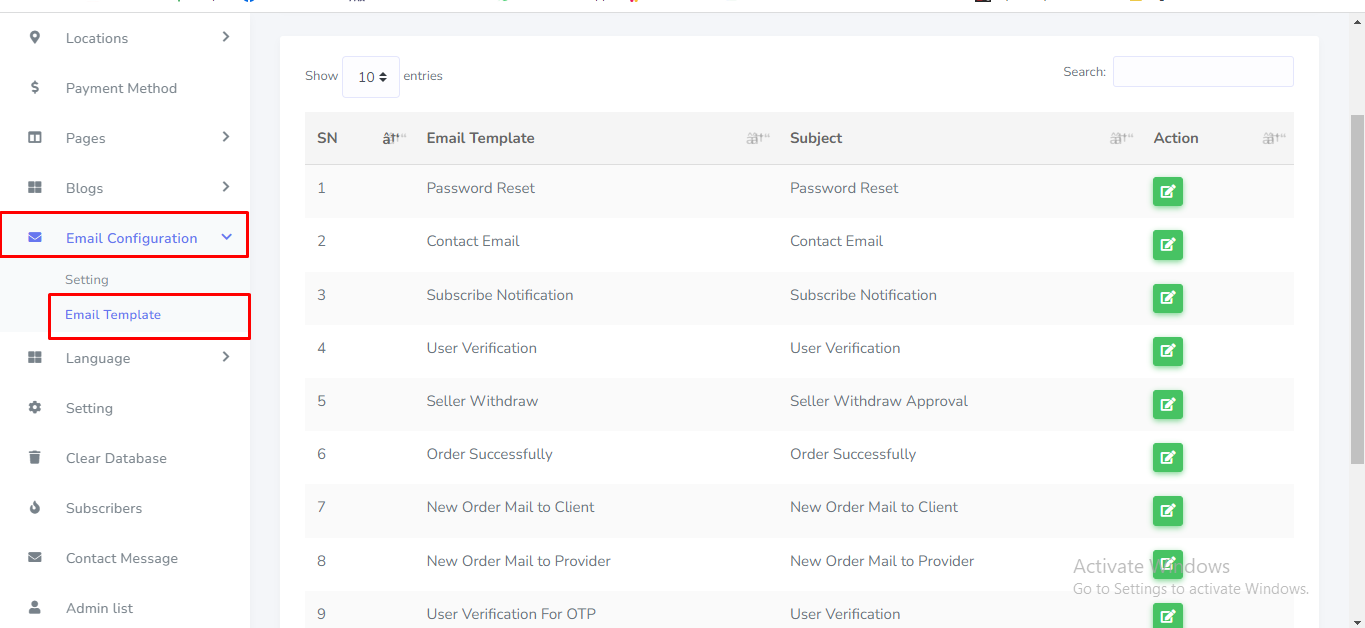 Locations
Payment Method
Pages
Blogs
Email Configuration
Setting
Email Template
Language
Setting
Clear Database
Subscribers
Contact Message
Admin list
Show 10 entries
Search:
SN Email Template Subject Action
1 Password Reset Password Reset
2 Contact Email Contact Email
3 Subscribe Notification Subscribe Notification
4 User Verification User Verification
5 Seller Withdraw Seller Withdraw Approval
6 Order Successfully Order Successfully
7 New Order Mail to Client New Order Mail to Client
8 New Order Mail to Provider New Order Mail to Provider
9 User Verification For OTP User Verification
Activate Windows
Go to Settings to activate Windows.